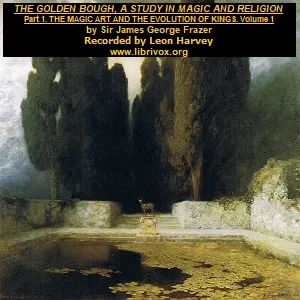 THE GOLDEN BOUGH, A STUDY IN MAGIC AND RELIGION
Part 1. THE MAGIC ART AND THE EVOLUTION OF KINGS. Volume 1
by Sir James George Frazer
Recorded by Leon Harvey
www.librivox.org